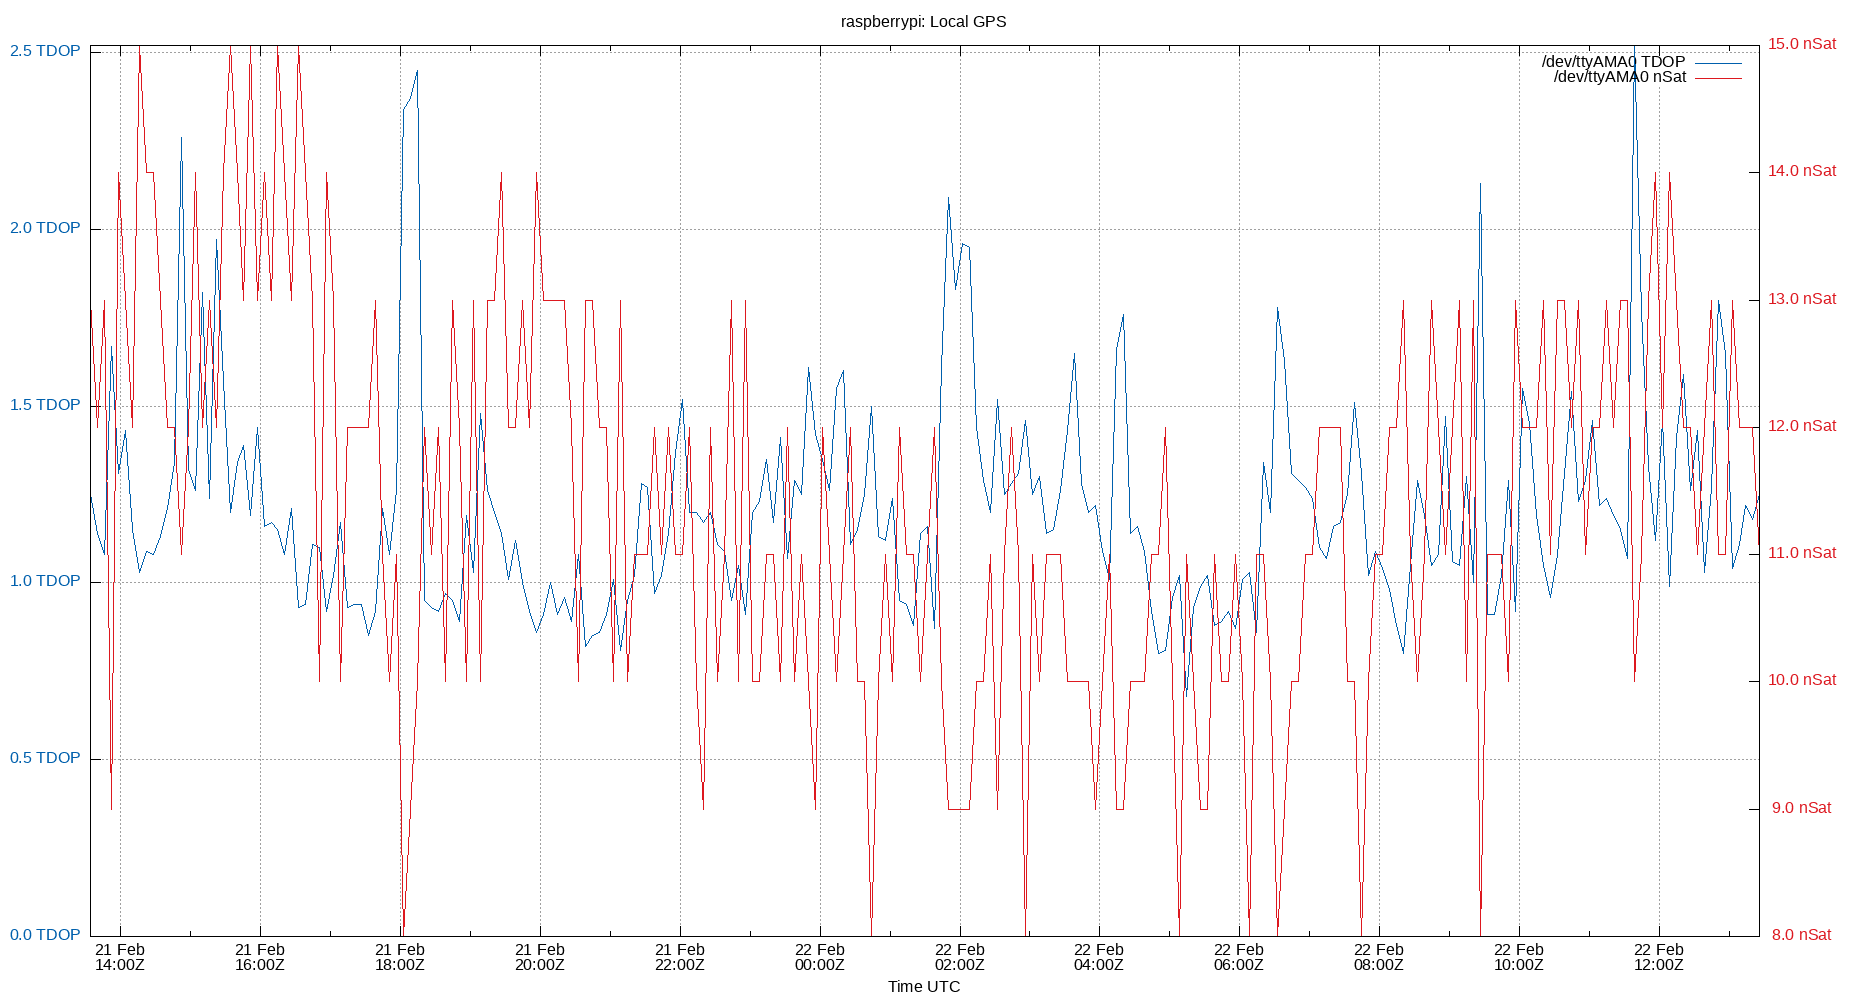 raspberrypi: Local GPS
2.5 TDOP
2.0 TDOP
1.5 TDOP
1.0 TDOP
0.5 TDOP
0.0 TDOP
15.0 nSat
14.0 nSat
13.0 nSat
12.0 nSat
11.0 nSat
10.0 nSat
9.0 nSat
8.0 nSat
/dev/ttyAMA0 TDOP
/dev/ttyAMA0 nSat
21 Feb
14:00Z
21 Feb
16:00Z
21 Feb
18:00Z
21 Feb
20:00Z
21 Feb
22:00Z
22 Feb
00:00Z
22 Feb
02:00Z
22 Feb
04:00Z
22 Feb
06:00Z
22 Feb
08:00Z
22 Feb
10:00Z
22 Feb
12:00Z
Time UTC